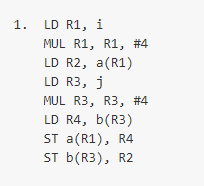 1. LD R1, i
MUL R1, R1, #4
LD R2, a(R1)
LD R3, j
MUL R3, R3, #4
LD R4, b(R3)
ST a(R1), R4
ST b(R3), R2